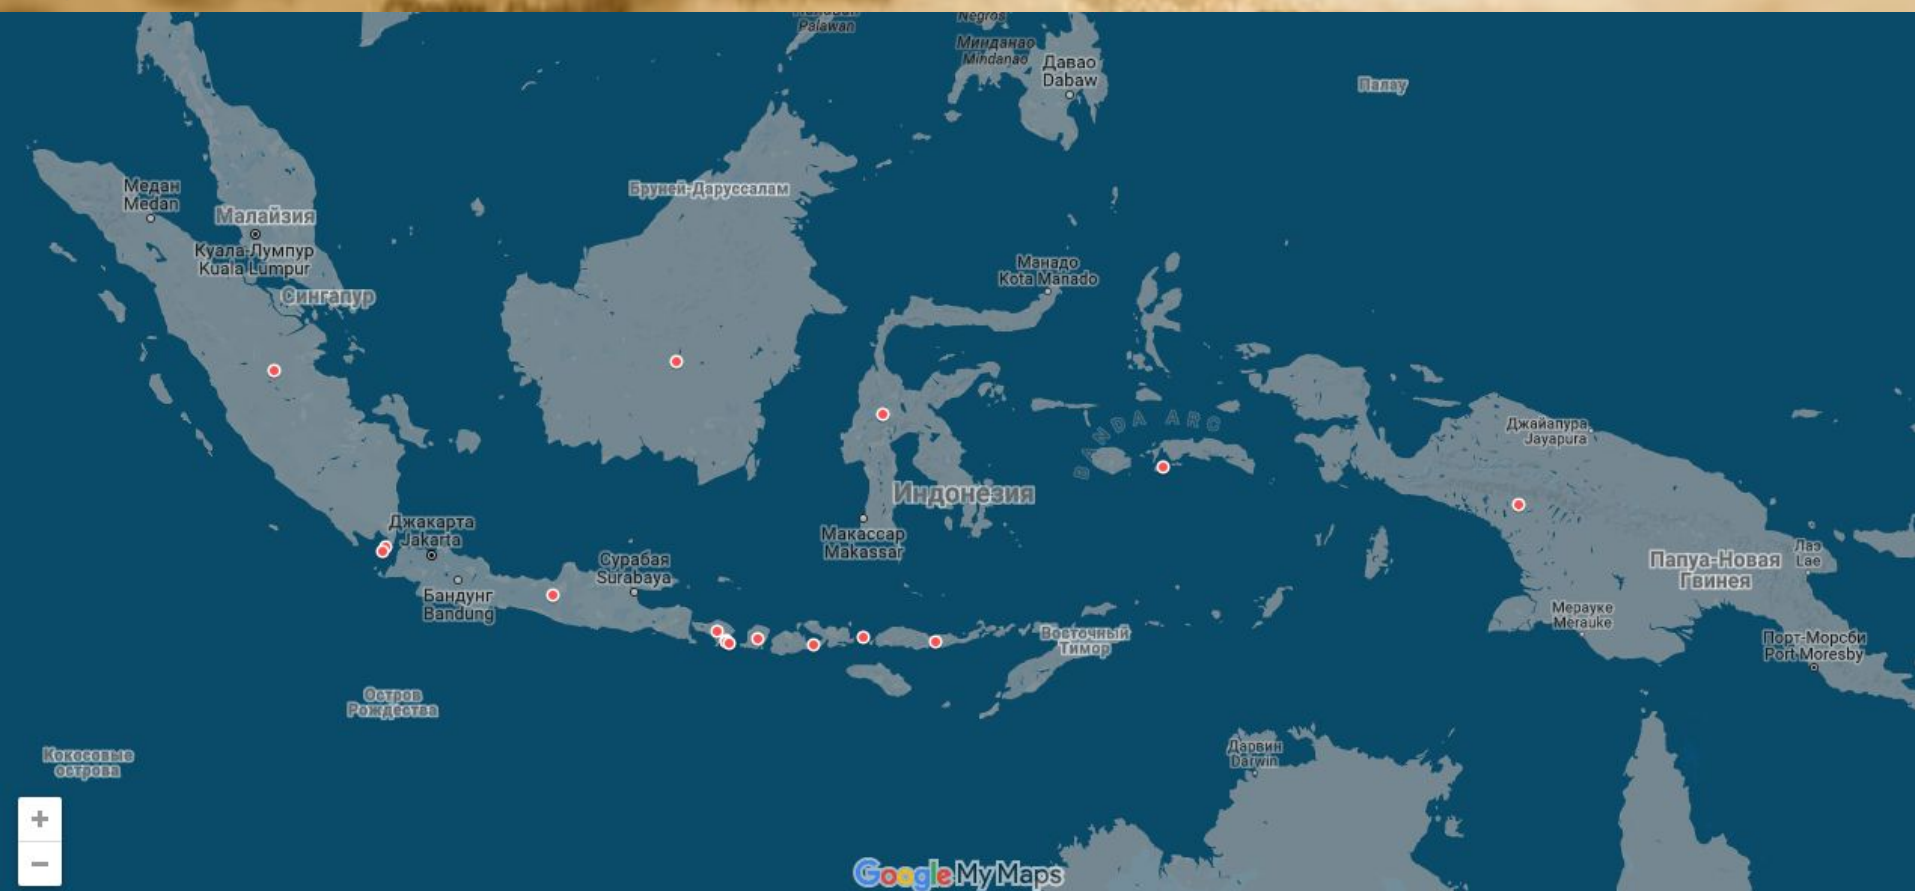 Palawan
Negros
Минданао
Mindanao
Давао
Dabaw
Палау
Медан
Medan
Малайзия
Куала-Лумпур
Kuala Lumpur
Сингапур
Бруней-Даруссалам
Манадо
Kota Manado
BANDA ARC
Джайапура
Jayapura
Индонезия
Макассар
Makassar
Джакарта
Jakarta
Сурабая
Surabaya
Бандунг
Bandung
Восточный
Тимор
Папуа-Новая
Гвинея
Лаэ
Lae
Мерауке
Merauke
Порт-Морсби
Port Moresby
Остров
Рождества
Кокосовые
острова
Дарвин
Darwin
+
−
Google My Maps